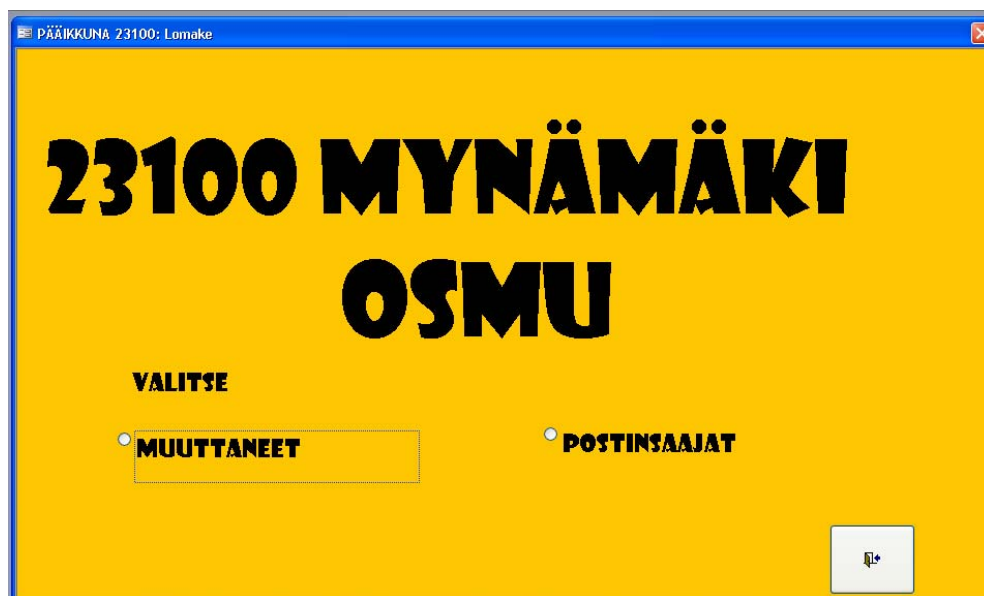 PÄÄIKKUNA 23100: Lomake
23100 MYNÄMÄKI
OSMU
VALITSE
MUUTTANEET
POSTINSAAJAT